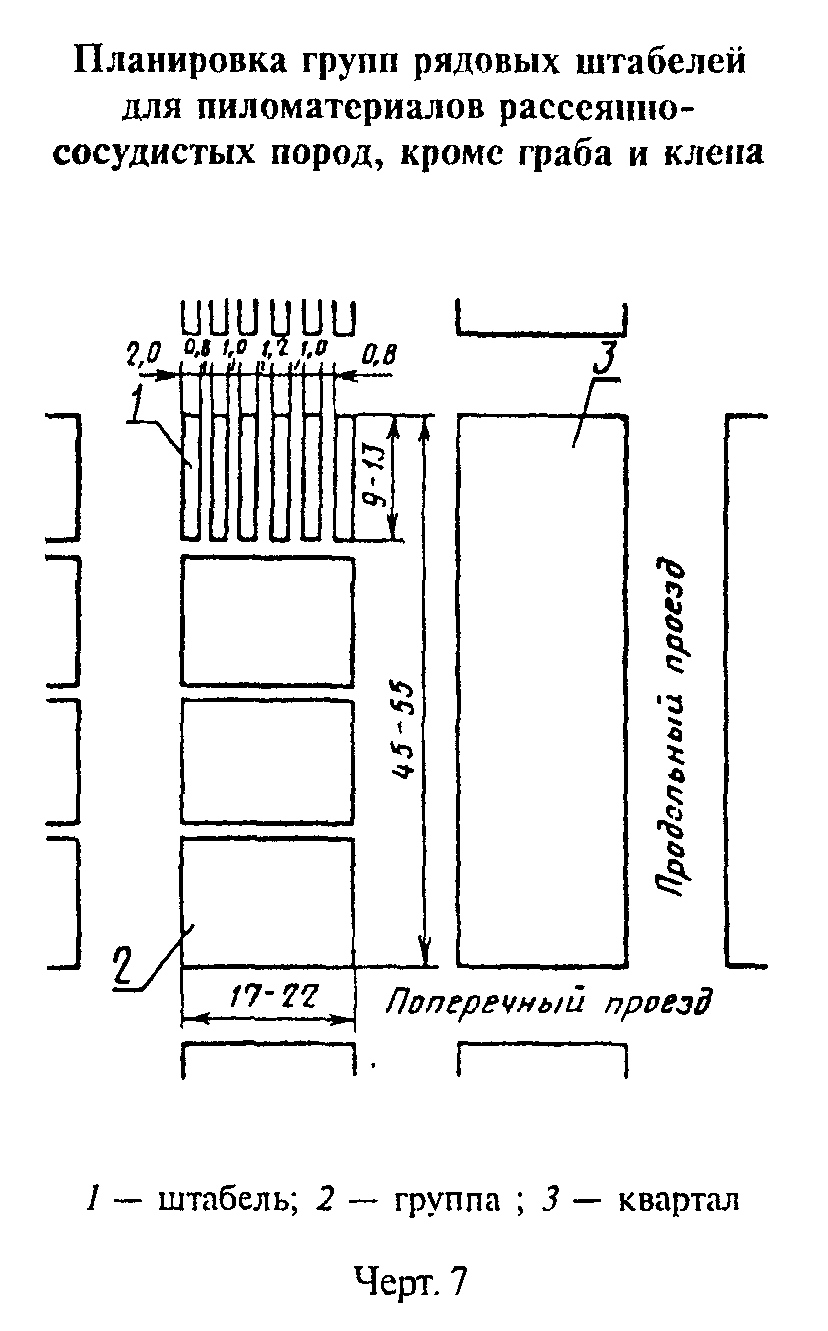 Планировка групп рядовых штабелей
для пиломатериалов рассеянно-
сосудистых пород, кроме граба и клена
2,0 0,8 1,0 1,2 1,0 0,8
1
3
9-13
45-55
Продольный проезд
2
17-22
Поперечный проезд
1 — штабель; 2 — группа ; 3 — квартал
Черт. 7